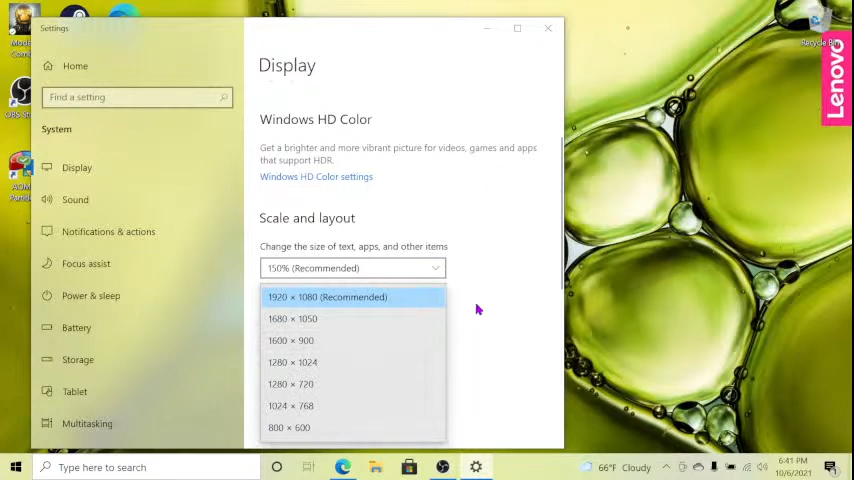 Settings
Home
Find a setting
System
Display
Sound
Notifications & actions
Focus assist
Power & sleep
Battery
Storage
Tablet
Multitasking
Display
Windows HD Color
Get a brighter and more vibrant picture for videos, games and apps
that support HDR.
Windows HD Color settings
Scale and layout
Change the size of text, apps, and other items
150% (Recommended)
1920 × 1080 (Recommended)
1680 × 1050
1600 × 900
1280 × 1024
1280 × 720
1024 × 768
800 × 600
Recycle Bin
Lenovo
Type here to search
66°F Cloudy
6:41 PM
10/6/2021